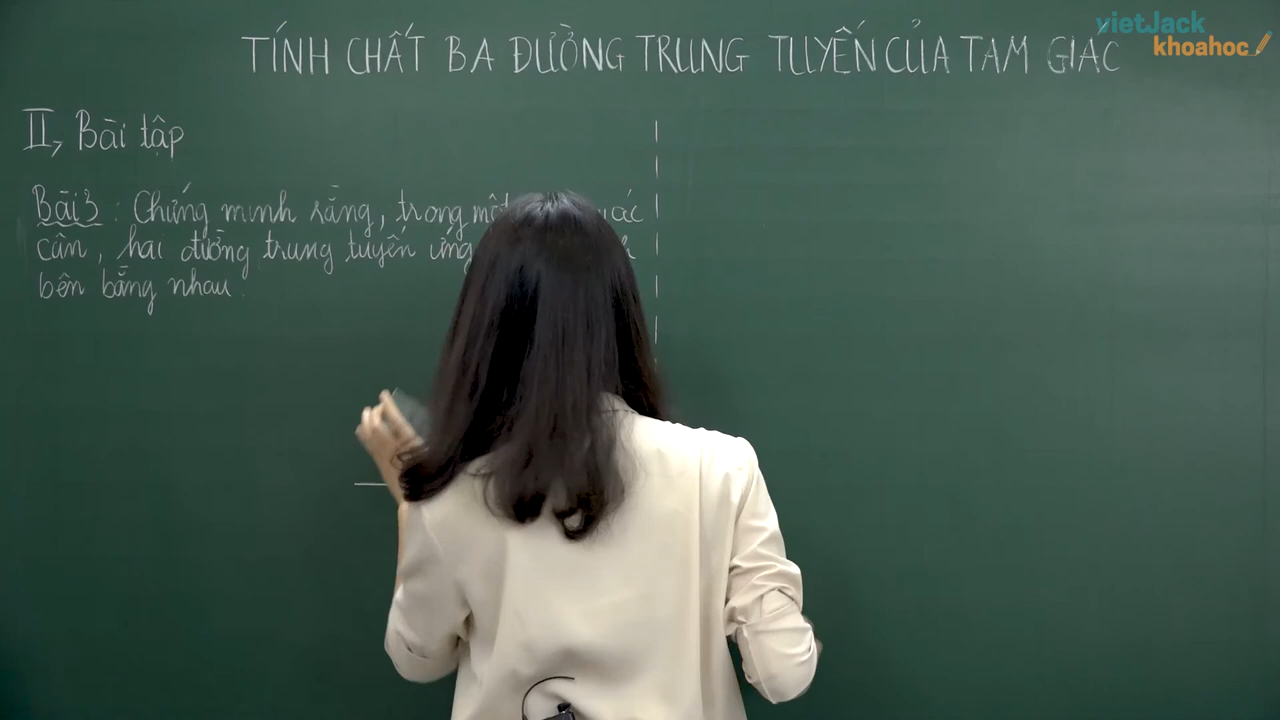 vietJack
khoahoc
TÍNH CHẤT BA ĐƯỜNG TRUNG TUYẾN CỦA TAM GIÁC
II, Bài tập
Bài 3 : Chứng minh rằng, trong
cân, hai đường trung tuyến ứng
bên bằng nhau.